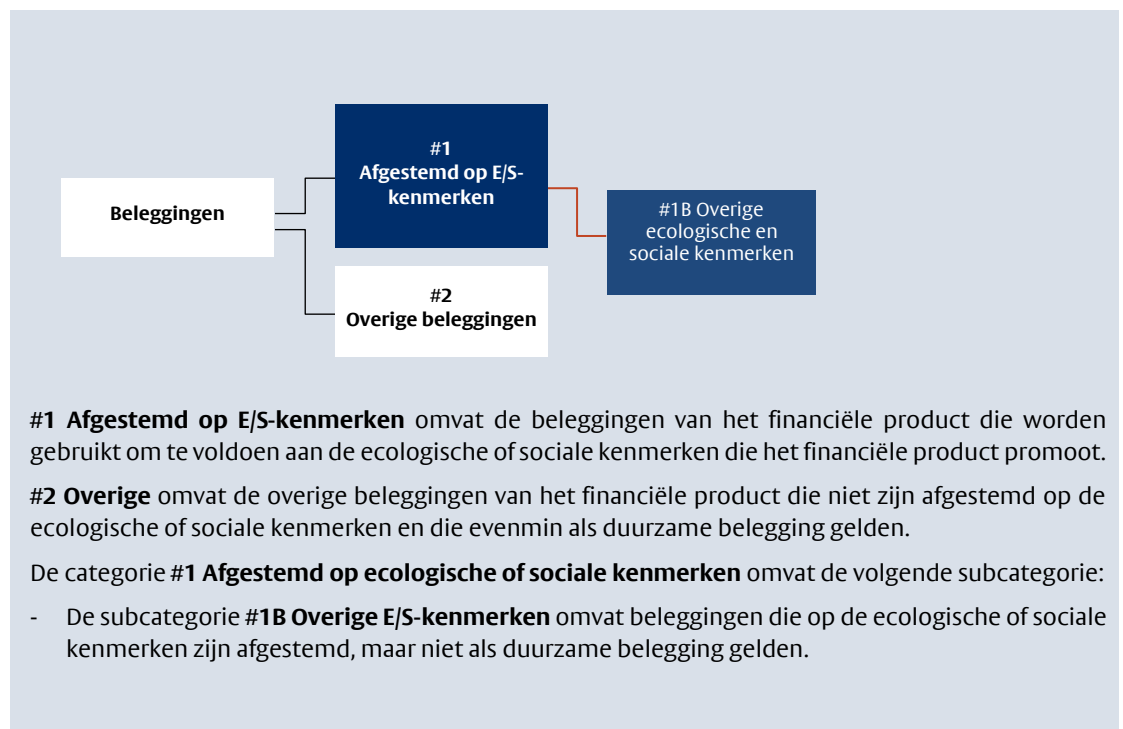 #1
Afgestemd op E/S-
kenmerken
Beleggingen
#1B Overige
ecologische en
sociale kenmerken
#2
Overige beleggingen
#1 Afgestemd op E/S-kenmerken omvat de beleggingen van het financiële product die worden
gebruikt om te voldoen aan de ecologische of sociale kenmerken die het financiële product promoot.
#2 Overige omvat de overige beleggingen van het financiële product die niet zijn afgestemd op de
ecologische of sociale kenmerken en die evenmin als duurzame belegging gelden.
De categorie #1 Afgestemd op ecologische of sociale kenmerken omvat de volgende subcategorie:
- De subcategorie #1B Overige E/S-kenmerken omvat beleggingen die op de ecologische of sociale
kenmerken zijn afgestemd, maar niet als duurzame belegging gelden.